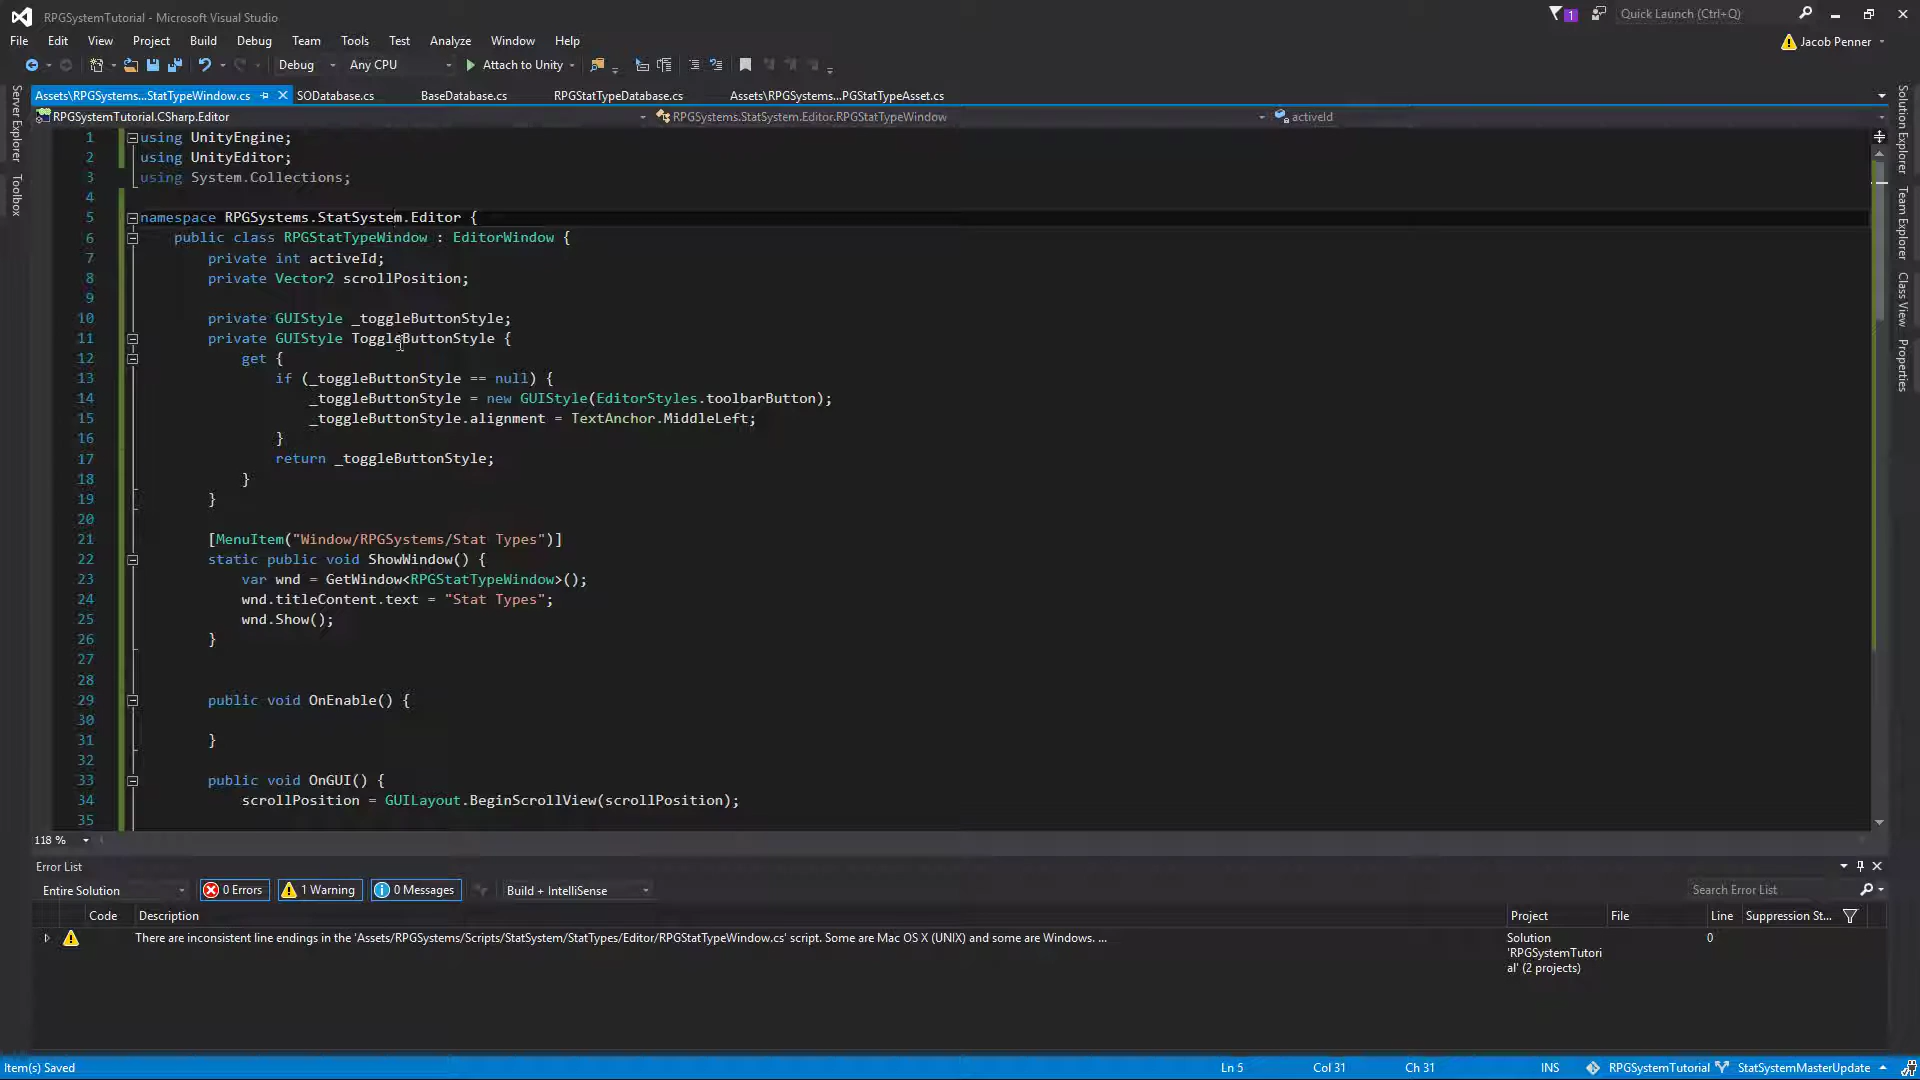 RPGSystemTutorial - Microsoft Visual Studio
1
Quick Launch (Ctrl+Q)
File Edit View Project Build Debug Team Tools Test Analyze Window Help
Jacob Penner
Debug Any CPU Attach to Unity
Assets\RPGSystems...StatTypeWindow.cs SODatabase.cs BaseDatabase.cs RPGStatTypeDatabase.cs Assets\RPGSystems...PGStatTypeAsset.cs
RPGSystemTutorial.CSharp.Editor RPGSystems.StatSystem.Editor.RPGStatTypeWindow activeId
Server Explorer
Toolbox
Solution Explorer
Team Explorer
Class View
Properties
1 using UnityEngine;
2 using UnityEditor;
3 using System.Collections;
4
5 namespace RPGSystems.StatSystem.Editor {
6 public class RPGStatTypeWindow : EditorWindow {
7 private int activeId;
8 private Vector2 scrollPosition;
9
10 private GUIStyle _toggleButtonStyle;
11 private GUIStyle ToggleButtonStyle {
12 get {
13 if (_toggleButtonStyle == null) {
14 _toggleButtonStyle = new GUIStyle(EditorStyles.toolbarButton);
15 _toggleButtonStyle.alignment = TextAnchor.MiddleLeft;
16 }
17 return _toggleButtonStyle;
18 }
19 }
20
21 [MenuItem("Window/RPGSystems/Stat Types")]
22 static public void ShowWindow() {
23 var wnd = GetWindow<RPGStatTypeWindow>();
24 wnd.titleContent.text = "Stat Types";
25 wnd.Show();
26 }
27
28
29 public void OnEnable() {
30
31 }
32
33 public void OnGUI() {
34 scrollPosition = GUILayout.BeginScrollView(scrollPosition);
35
118 %
Error List
Entire Solution 0 Errors 1 Warning 0 Messages Build + IntelliSense Search Error List
Code Description Project File Line Suppression St...
There are inconsistent line endings in the 'Assets/RPGSystems/Scripts/StatSystem/StatTypes/Editor/RPGStatTypeWindow.cs' script. Some are Mac OS X (UNIX) and some are Windows. ... Solution 0
'RPGSystemTutori
al' (2 projects)
Item(s) Saved Ln 5 Col 31 Ch 31 INS RPGSystemTutorial StatSystemMasterUpdate